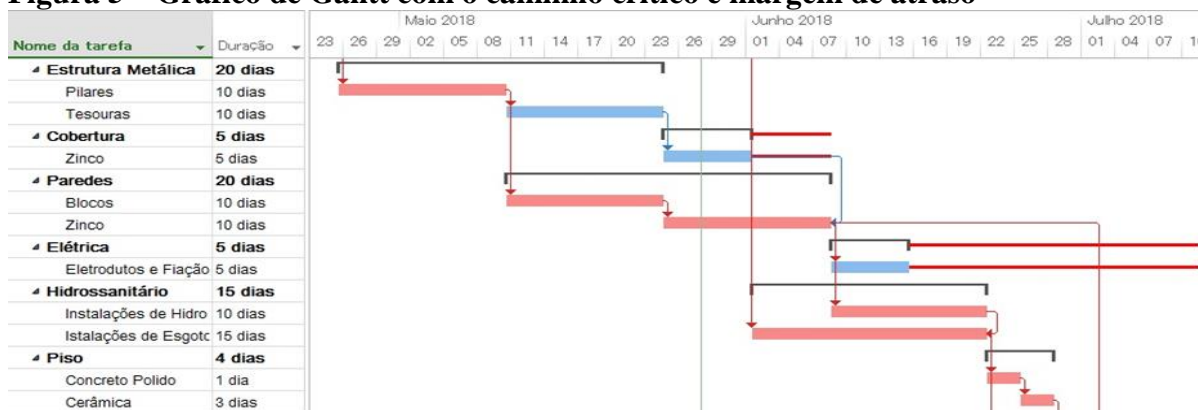 Figura 5 – Gráfico de Gantt com o caminho crítico e margem de atraso
Maio 2018 Junho 2018 Julho 2018
Nome da tarefa Duração 23 26 29 02 05 08 11 14 17 20 23 26 29 01 04 07 10 13 16 19 22 25 28 01 04 07
Estrutura Metálica 20 dias
Pilares 10 dias
Tesouras 10 dias
Cobertura 5 dias
Zinco 5 dias
Paredes 20 dias
Blocos 10 dias
Zinco 10 dias
Elétrica 5 dias
Eletrodutos e Fiação 5 dias
Hidrossanitário 15 dias
Instalações de Hidro 10 dias
Istalações de Esgoto 15 dias
Piso 4 dias
Concreto Polido 1 dia
Cerâmica 3 dias